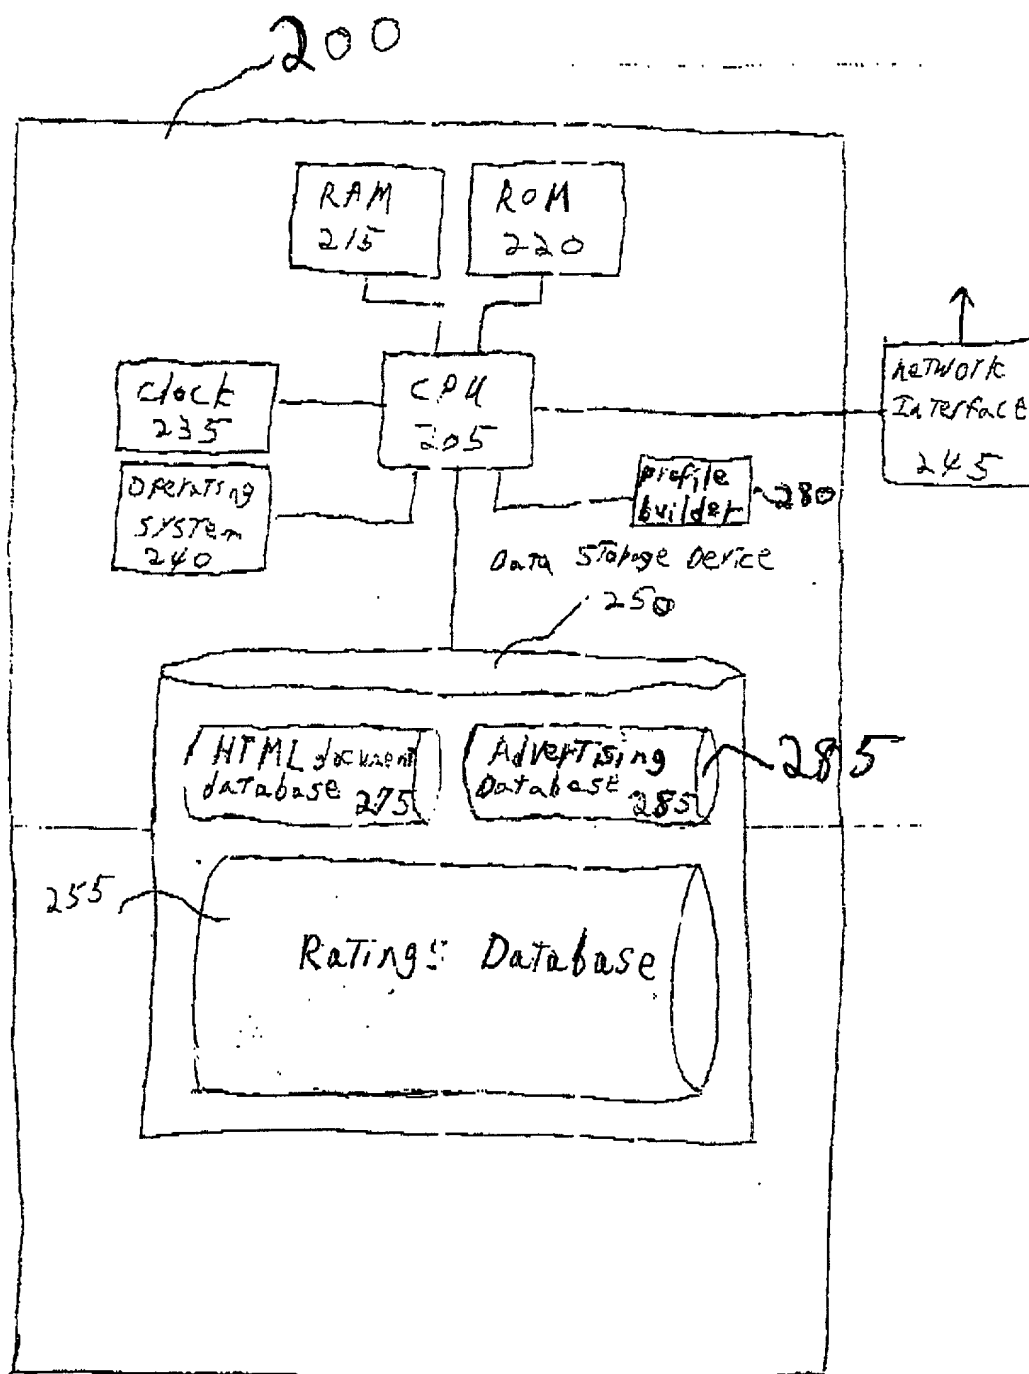 200
RAM
215
ROM
220
clock
235
CPU
205
network
Interface
245
Operating
System
240
profile
builder
280
Data Storage Device
250
HTML document
database 275
Advertising
Database 285
285
255
Ratings Database